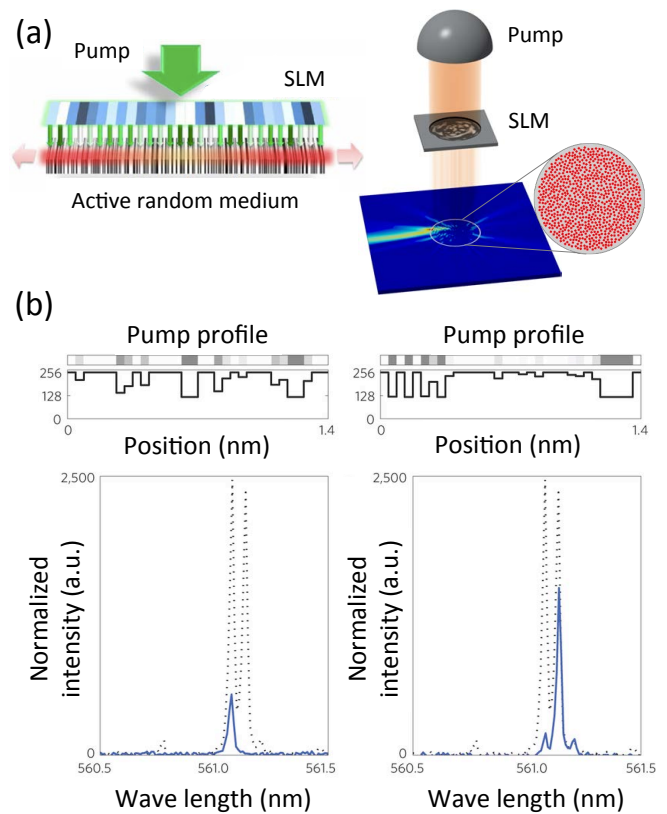 (a)
Pump
SLM
Active random medium
Pump
SLM
(b)
Pump profile
256
128
0
0
1.4
Position (nm)
2,500
Normalized
intensity (a.u.)
0
560.5
561.0
561.5
Wave length (nm)
Pump profile
256
128
0
0
1.4
Position (nm)
2,500
Normalized
intensity (a.u.)
0
560.5
561.0
561.5
Wave length (nm)